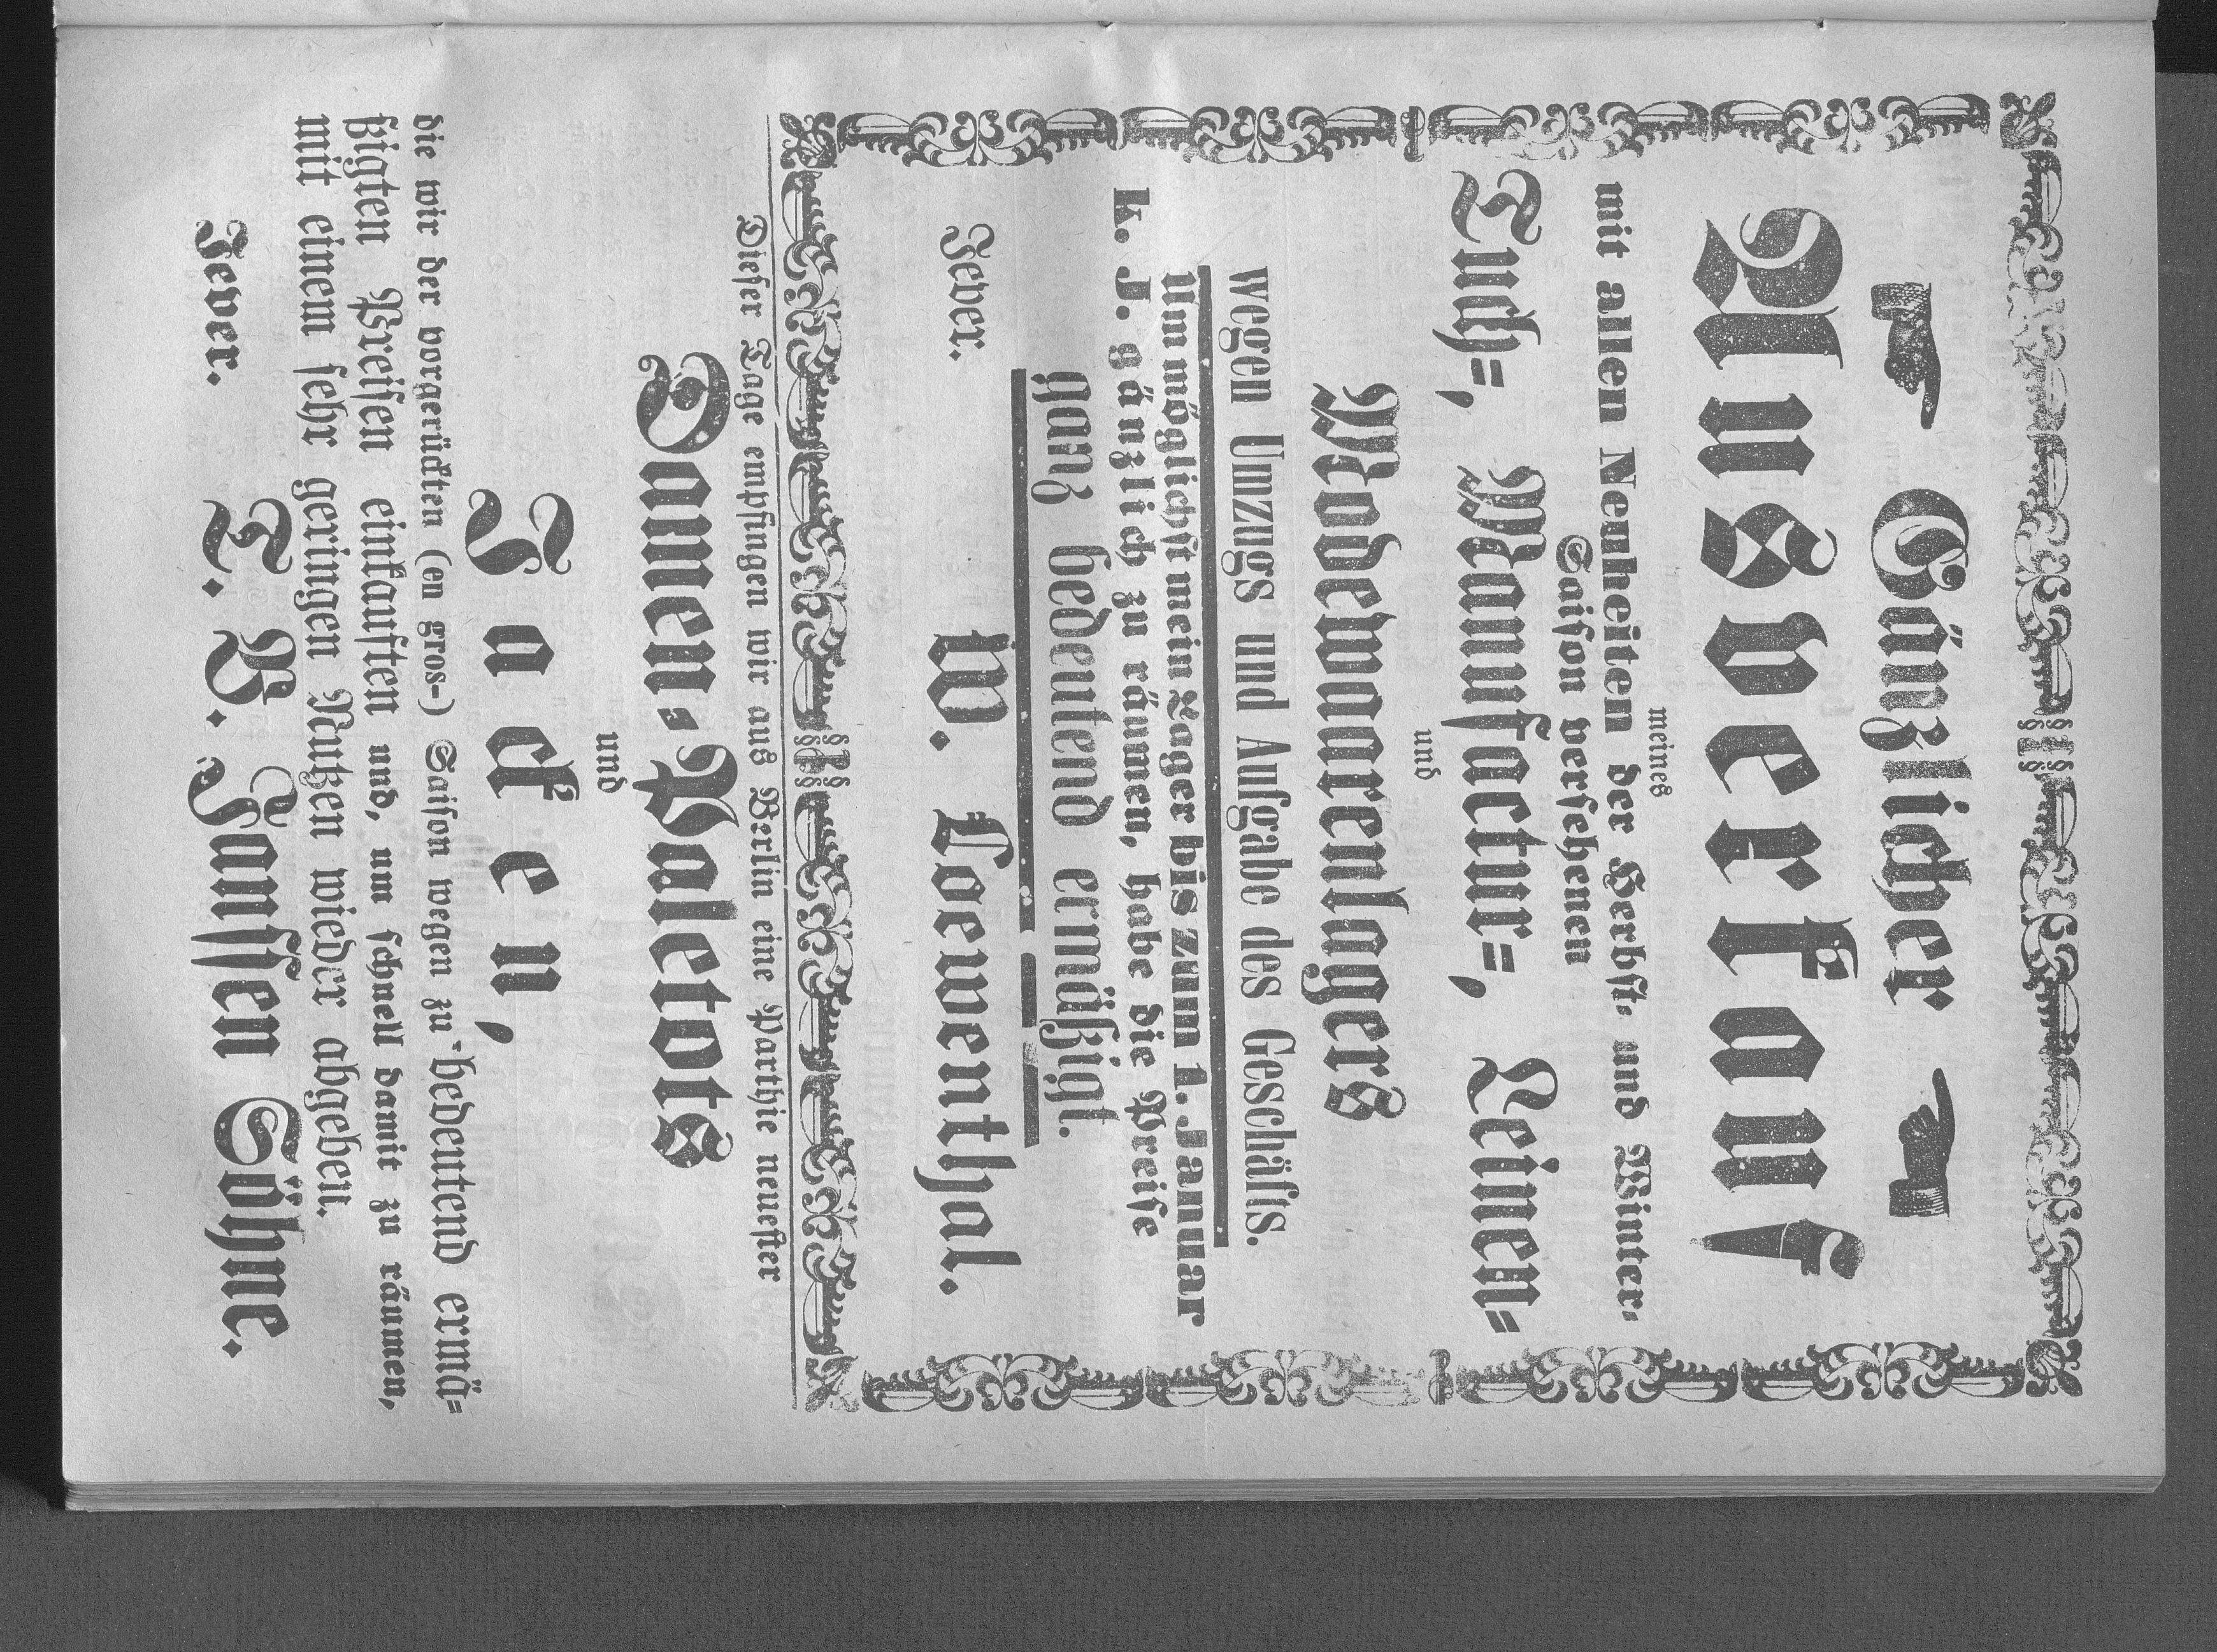 Gänzlicher
Ausverkauf
meines
mit allen Neuheiten der Herbst- und Winter-
Saison versehenen
Tuch-, Manufactur-, Leinen-
und
Modewaarenlagers
wegen Umzugs und Aufgabe des Geschäfts.
Um möglichst mein Lager bis zum 1. Januar
k. J. gänzlich zu räumen, habe die Preise
ganz bedeutend ermäßigt.
Jever. W. Loewenthal.
Dieser Tage empfingen wir aus Berlin eine Parthie neuester
Damen-Paletots
und
Jacken,
die wir der vorgerückten (en gros-) Saison wegen zu bedeutend ermä-
ßigten Preisen einkauften und, um schnell damit zu räumen,
mit einem sehr geringen Nutzen wieder abgeben.
Jever. T. P. Janssen Söhne.